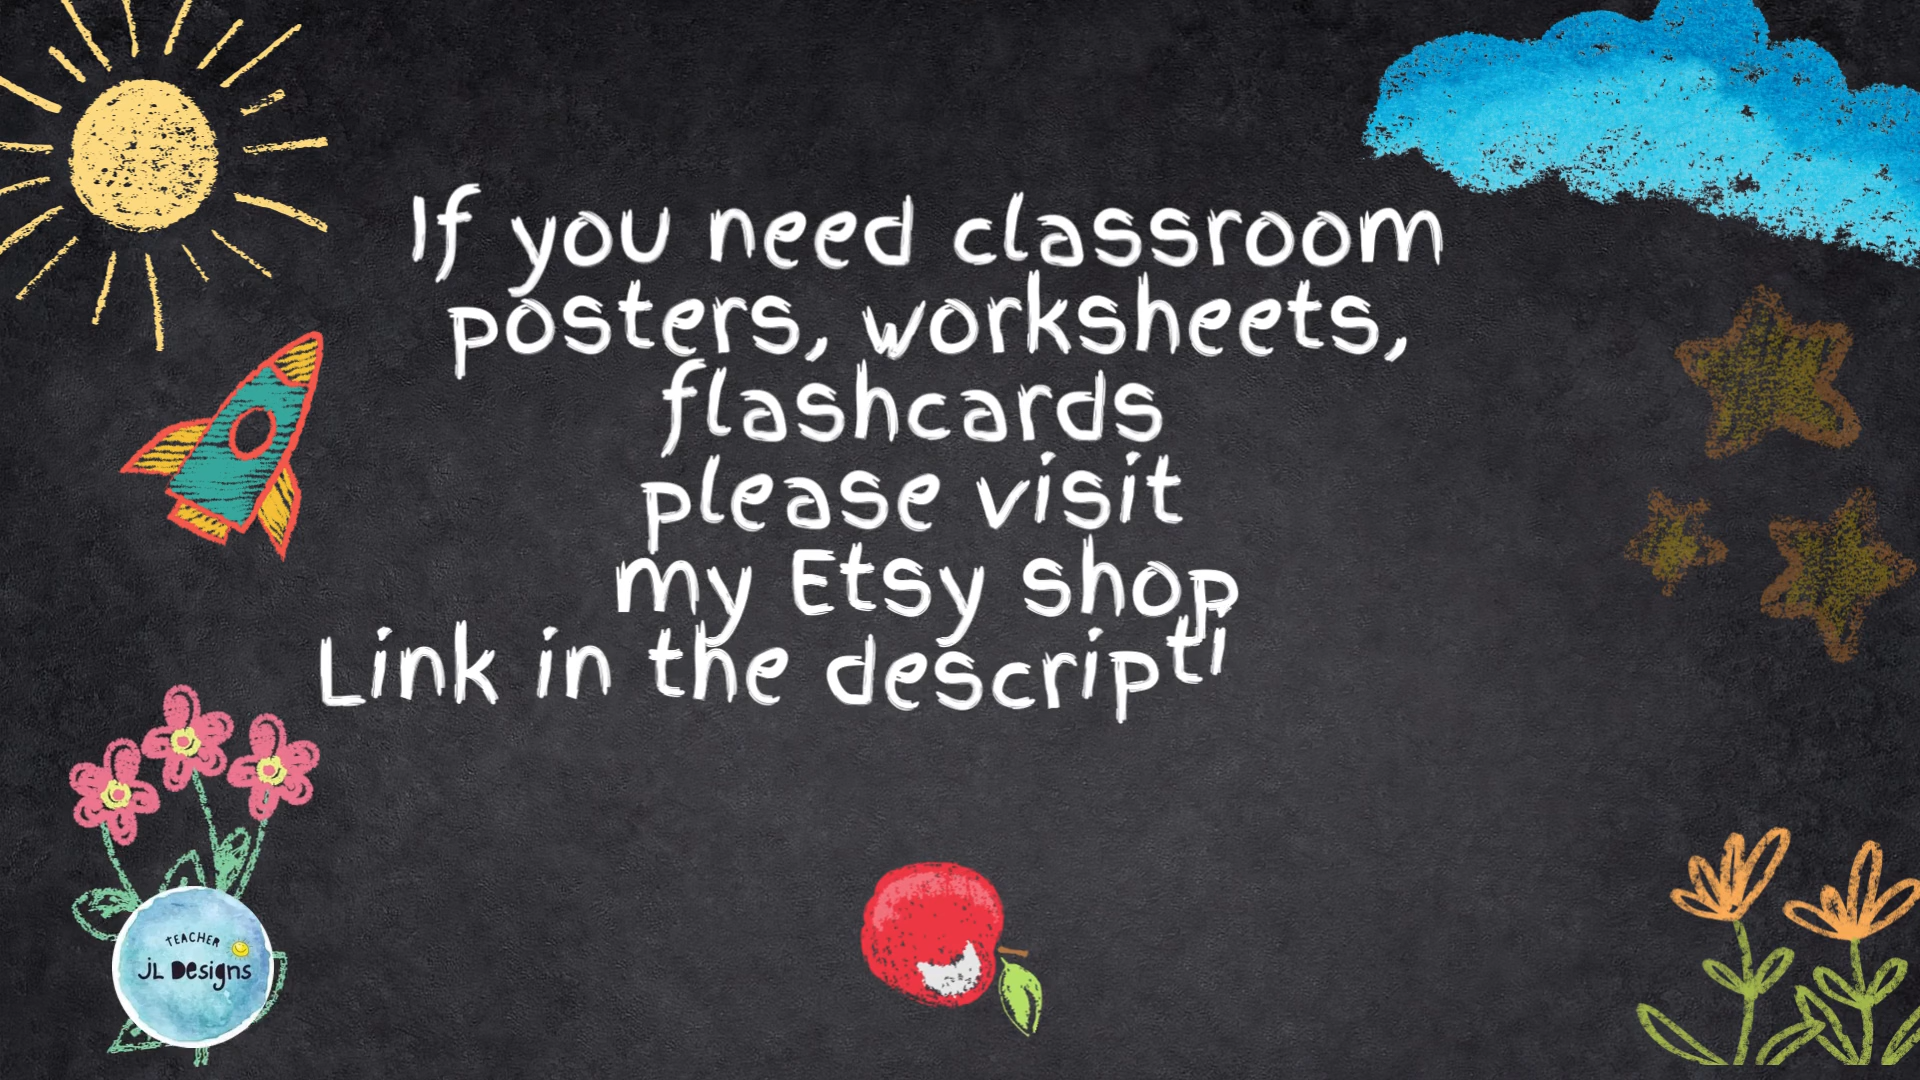 If you need classroom
posters, worksheets,
flashcards
please visit
my Etsy shop
Link in the descripti
TEACHER
JL Designs